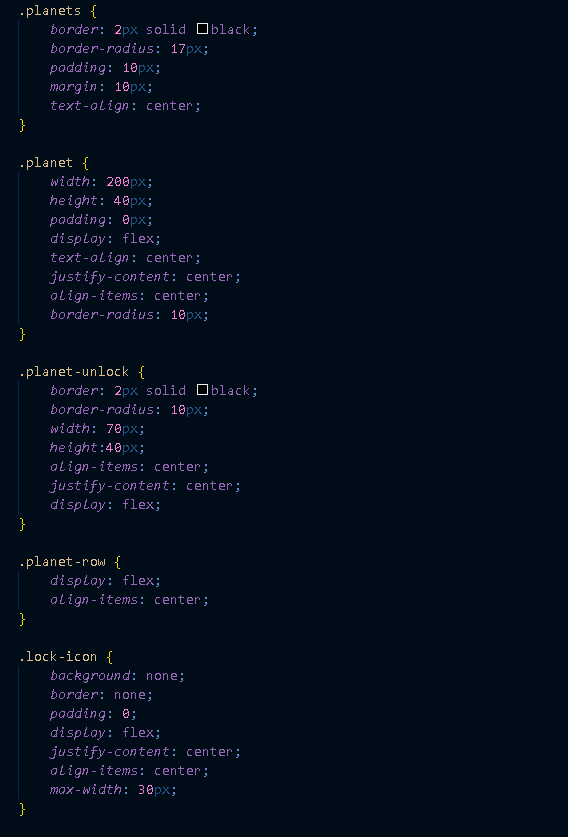 .planets {
    border: 2px solid black;
    border-radius: 17px;
    padding: 10px;
    margin: 10px;
    text-align: center;
}

.planet {
    width: 200px;
    height: 40px;
    padding: 0px;
    display: flex;
    text-align: center;
    justify-content: center;
    align-items: center;
    border-radius: 10px;
}

.planet-unlock {
    border: 2px solid black;
    border-radius: 10px;
    width: 70px;
    height:40px;
    align-items: center;
    justify-content: center;
    display: flex;
}

.planet-row {
    display: flex;
    align-items: center;
}

.lock-icon {
    background: none;
    border: none;
    padding: 0;
    display: flex;
    justify-content: center;
    align-items: center;
    max-width: 30px;
}